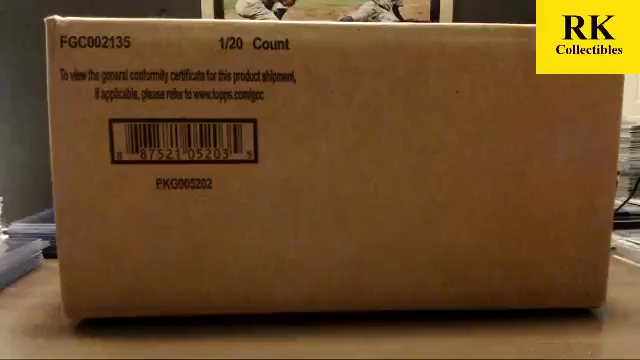 FGC002135 1/20 Count
To view the general conformity certificate for this product shipment,
if applicable, please refer to www.topps.com/gcc
8 87521 05203 5
PKG005202
RK
Collectibles